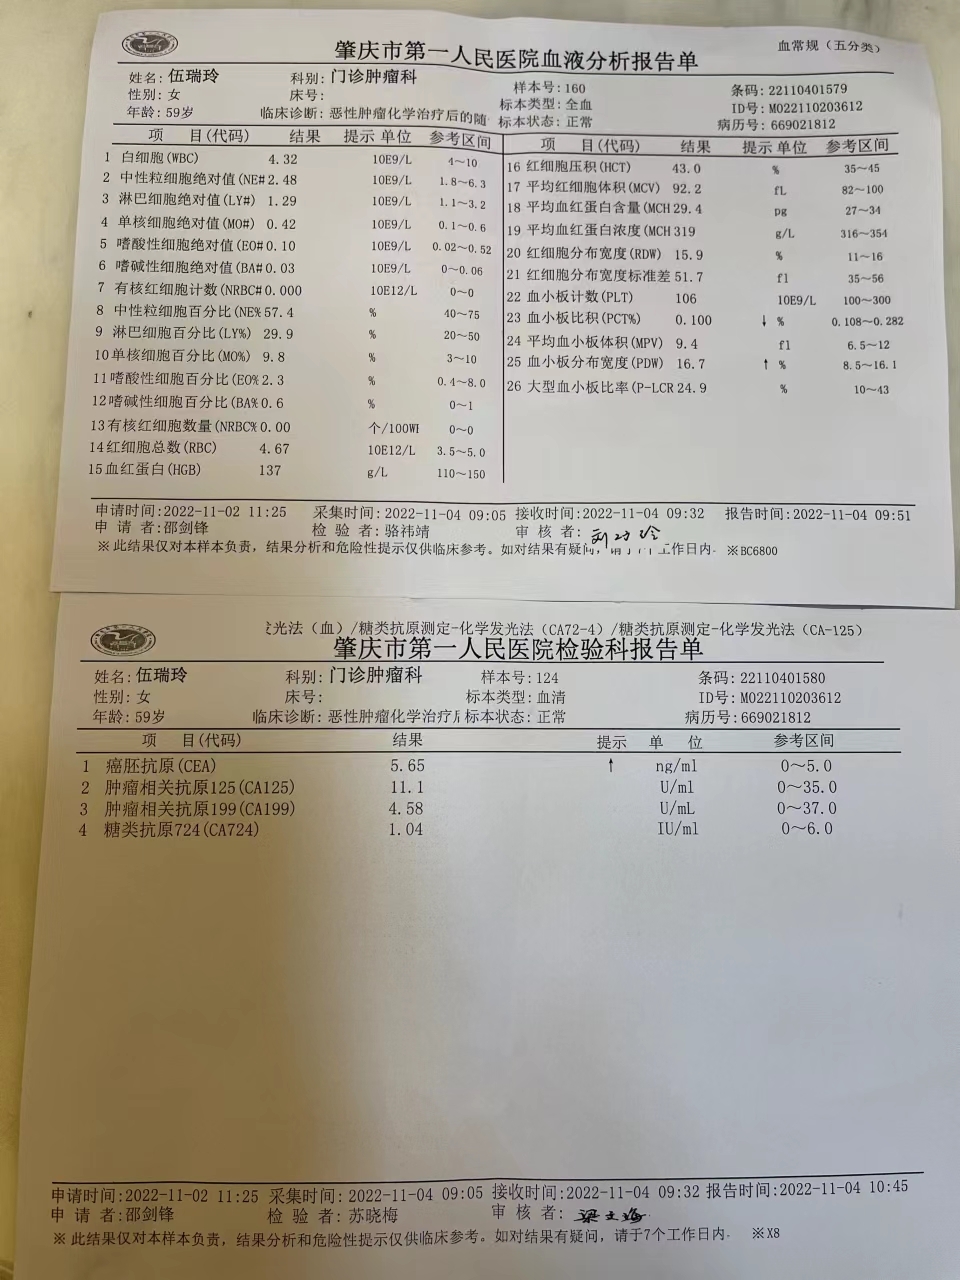 血常规（五分类）
肇庆市第一人民医院血液分析报告单
姓名: 伍瑞玲 科别: 门诊肿瘤科 样本号: 160 条码: 22110401579
性别: 女 床号: 标本类型: 全血 ID号: M022110203612
年龄: 59岁 临床诊断: 恶性肿瘤化学治疗后的随 标本状态: 正常 病历号: 669021812
项 目(代码) 结果 提示 单位 参考区间
1 白细胞(WBC) 4.32 10E9/L 4～10
2 中性粒细胞绝对值(NE# 2.48 10E9/L 1.8～6.3
3 淋巴细胞绝对值(LY#) 1.29 10E9/L 1.1～3.2
4 单核细胞绝对值(MO#) 0.42 10E9/L 0.1～0.6
5 嗜酸性细胞绝对值(EO# 0.10 10E9/L 0.02～0.52
6 嗜碱性细胞绝对值(BA# 0.03 10E9/L 0～0.06
7 有核红细胞计数(NRBC# 0.000 10E12/L 0～0
8 中性粒细胞百分比(NE% 57.4 % 40～75
9 淋巴细胞百分比(LY%) 29.9 % 20～50
10 单核细胞百分比(MO%) 9.8 % 3～10
11 嗜酸性细胞百分比(EO% 2.3 % 0.4～8.0
12 嗜碱性细胞百分比(BA% 0.6 % 0～1
13 有核红细胞数量(NRBC% 0.00 个/100WB 0～0
14 红细胞总数(RBC) 4.67 10E12/L 3.5～5.0
15 血红蛋白(HGB) 137 g/L 110～150
项 目(代码) 结果 提示 单位 参考区间
16 红细胞压积(HCT) 43.0 % 35～45
17 平均红细胞体积(MCV) 92.2 fL 82～100
18 平均血红蛋白含量(MCH 29.4 pg 27～34
19 平均血红蛋白浓度(MCH 319 g/L 316～354
20 红细胞分布宽度(RDW) 15.9 % 11～16
21 红细胞分布宽度标准差 51.7 fl 35～56
22 血小板计数(PLT) 106 10E9/L 100～300
23 血小板比积(PCT%) 0.100 ↓ % 0.108～0.282
24 平均血小板体积(MPV) 9.4 fl 6.5～12
25 血小板分布宽度(PDW) 16.7 ↑ % 8.5～16.1
26 大型血小板比率(P-LCR 24.9 % 10～43
申请时间:2022-11-02 11:25 采集时间:2022-11-04 09:05 接收时间:2022-11-04 09:32 报告时间:2022-11-04 09:51
申 请 者:邵剑锋 检 验 者:骆祎靖 审 核 者:
※ 此结果仅对本样本负责，结果分析和危险性提示仅供临床参考。如对结果有疑问， 工作日内. ※BC6800
发光法（血）/糖类抗原测定-化学发光法（CA72-4）/糖类抗原测定-化学发光法（CA-125）
肇庆市第一人民医院检验科报告单
姓名: 伍瑞玲 科别: 门诊肿瘤科 样本号: 124 条码: 22110401580
性别: 女 床号: 标本类型: 血清 ID号: M022110203612
年龄: 59岁 临床诊断: 恶性肿瘤化学治疗 标本状态: 正常 病历号: 669021812
项 目(代码) 结果 提示 单 位 参考区间
1 癌胚抗原(CEA) 5.65 ↑ ng/ml 0～5.0
2 肿瘤相关抗原125(CA125) 11.1 U/ml 0～35.0
3 肿瘤相关抗原199(CA199) 4.58 U/mL 0～37.0
4 糖类抗原724(CA724) 1.04 IU/ml 0～6.0
申请时间:2022-11-02 11:25 采集时间: 2022-11-04 09:05 接收时间:2022-11-04 09:32 报告时间:2022-11-04 10:45
申 请 者:邵剑锋 检 验 者:苏晓梅 审 核 者:
※ 此结果仅对本样本负责，结果分析和危险性提示仅供临床参考。如对结果有疑问，请于7个工作日内. ※X8